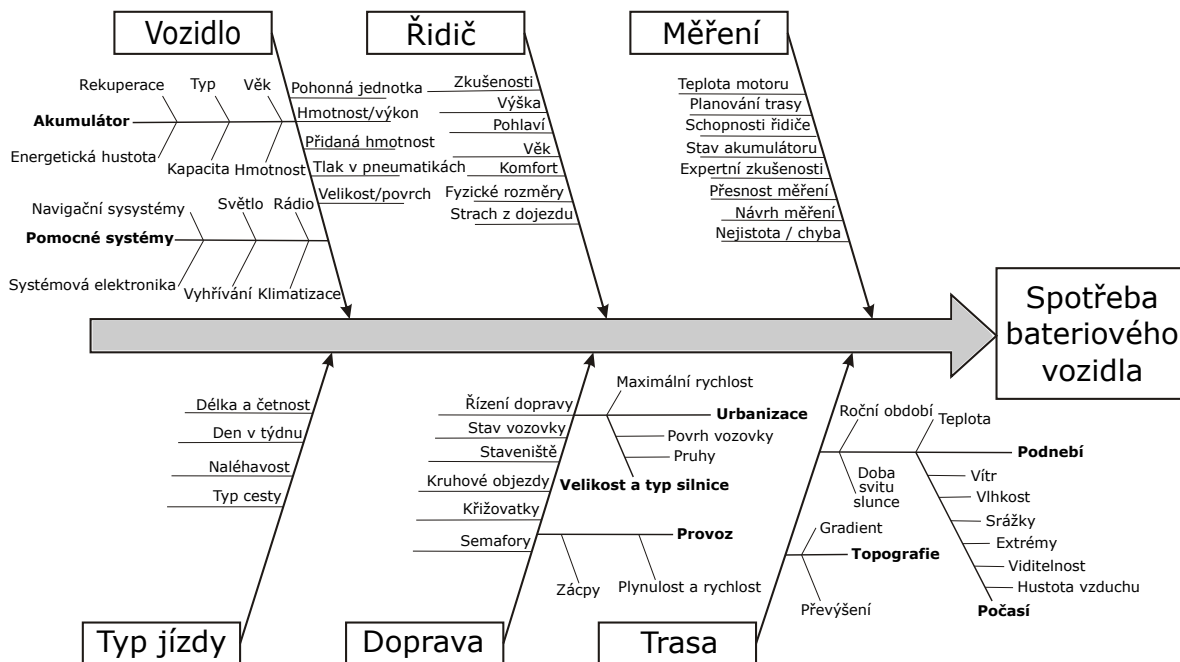 Vozidlo
Řidič
Měření
Rekuperace
Typ
Věk
Akumulátor
Energetická hustota
Kapacita
Hmotnost
Pohonná jednotka
Hmotnost/výkon
Přidaná hmotnost
Tlak v pneumatikách
Velikost/povrch
Navigační sysystémy
Světlo
Rádio
Pomocné systémy
Systémová elektronika
Vyhřívání
Klimatizace
Zkušenosti
Výška
Pohlaví
Věk
Komfort
Fyzické rozměry
Strach z dojezdu
Teplota motoru
Planování trasy
Schopnosti řidiče
Stav akumulátoru
Expertní zkušenosti
Přesnost měření
Návrh měření
Nejistota / chyba
Spotřeba
bateriového
vozidla
Délka a četnost
Den v týdnu
Naléhavost
Typ cesty
Řízení dopravy
Stav vozovky
Staveniště
Kruhové objezdy
Křižovatky
Semafory
Maximální rychlost
Urbanizace
Povrh vozovky
Pruhy
Velikost a typ silnice
Provoz
Zácpy
Plynulost a rychlost
Roční období
Teplota
Podnebí
Doba
svitu
slunce
Vítr
Vlhkost
Srážky
Extrémy
Viditelnost
Hustota vzduchu
Počasí
Gradient
Topografie
Převýšení
Typ jízdy
Doprava
Trasa